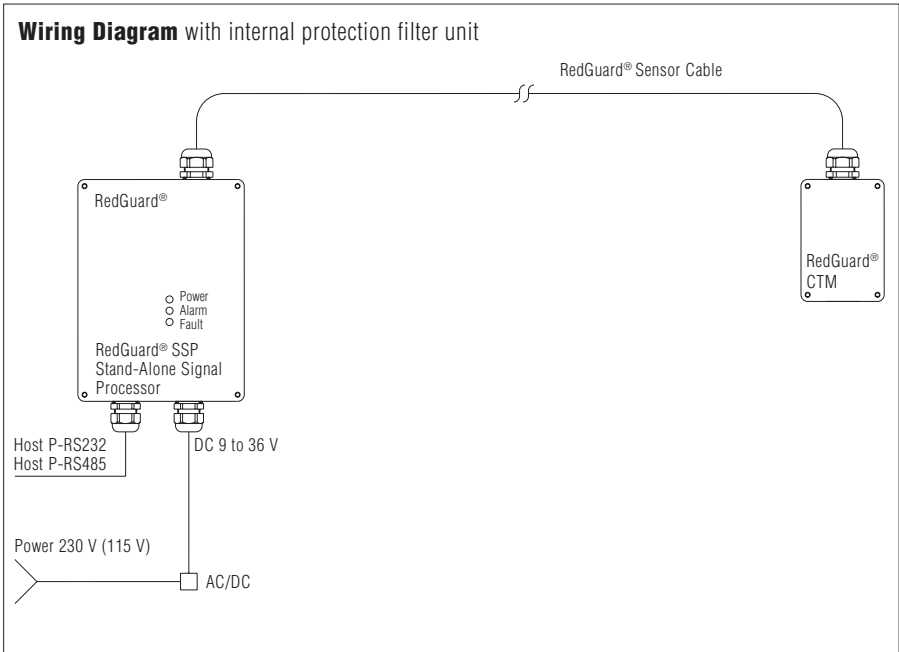 Wiring Diagram with internal protection filter unit
RedGuard® Sensor Cable
RedGuard®
Power
Alarm
Fault
RedGuard® SSP
Stand-Alone Signal
Processor
RedGuard®
CTM
Host P-RS232
Host P-RS485
DC 9 to 36 V
Power 230 V (115 V)
AC/DC